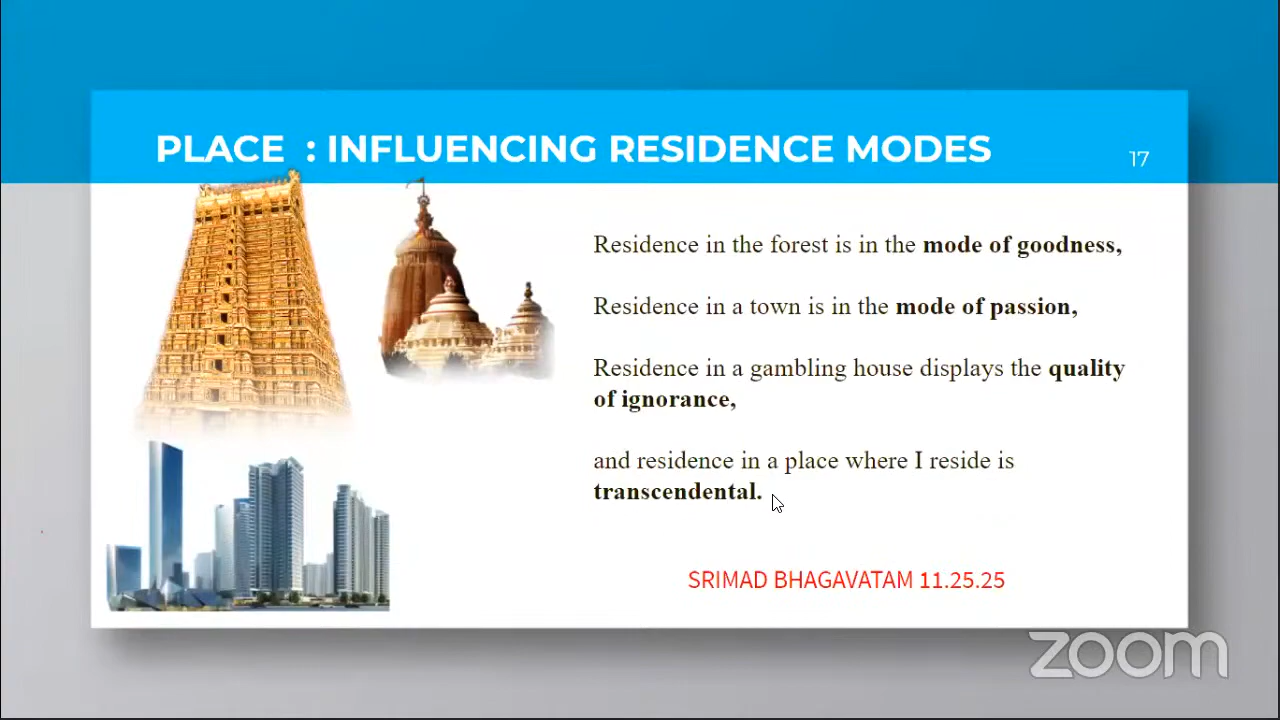 PLACE : INFLUENCING RESIDENCE MODES
17
Residence in the forest is in the mode of goodness,
Residence in a town is in the mode of passion,
Residence in a gambling house displays the quality
of ignorance,
and residence in a place where I reside is
transcendental.
SRIMAD BHAGAVATAM 11.25.25
zoom